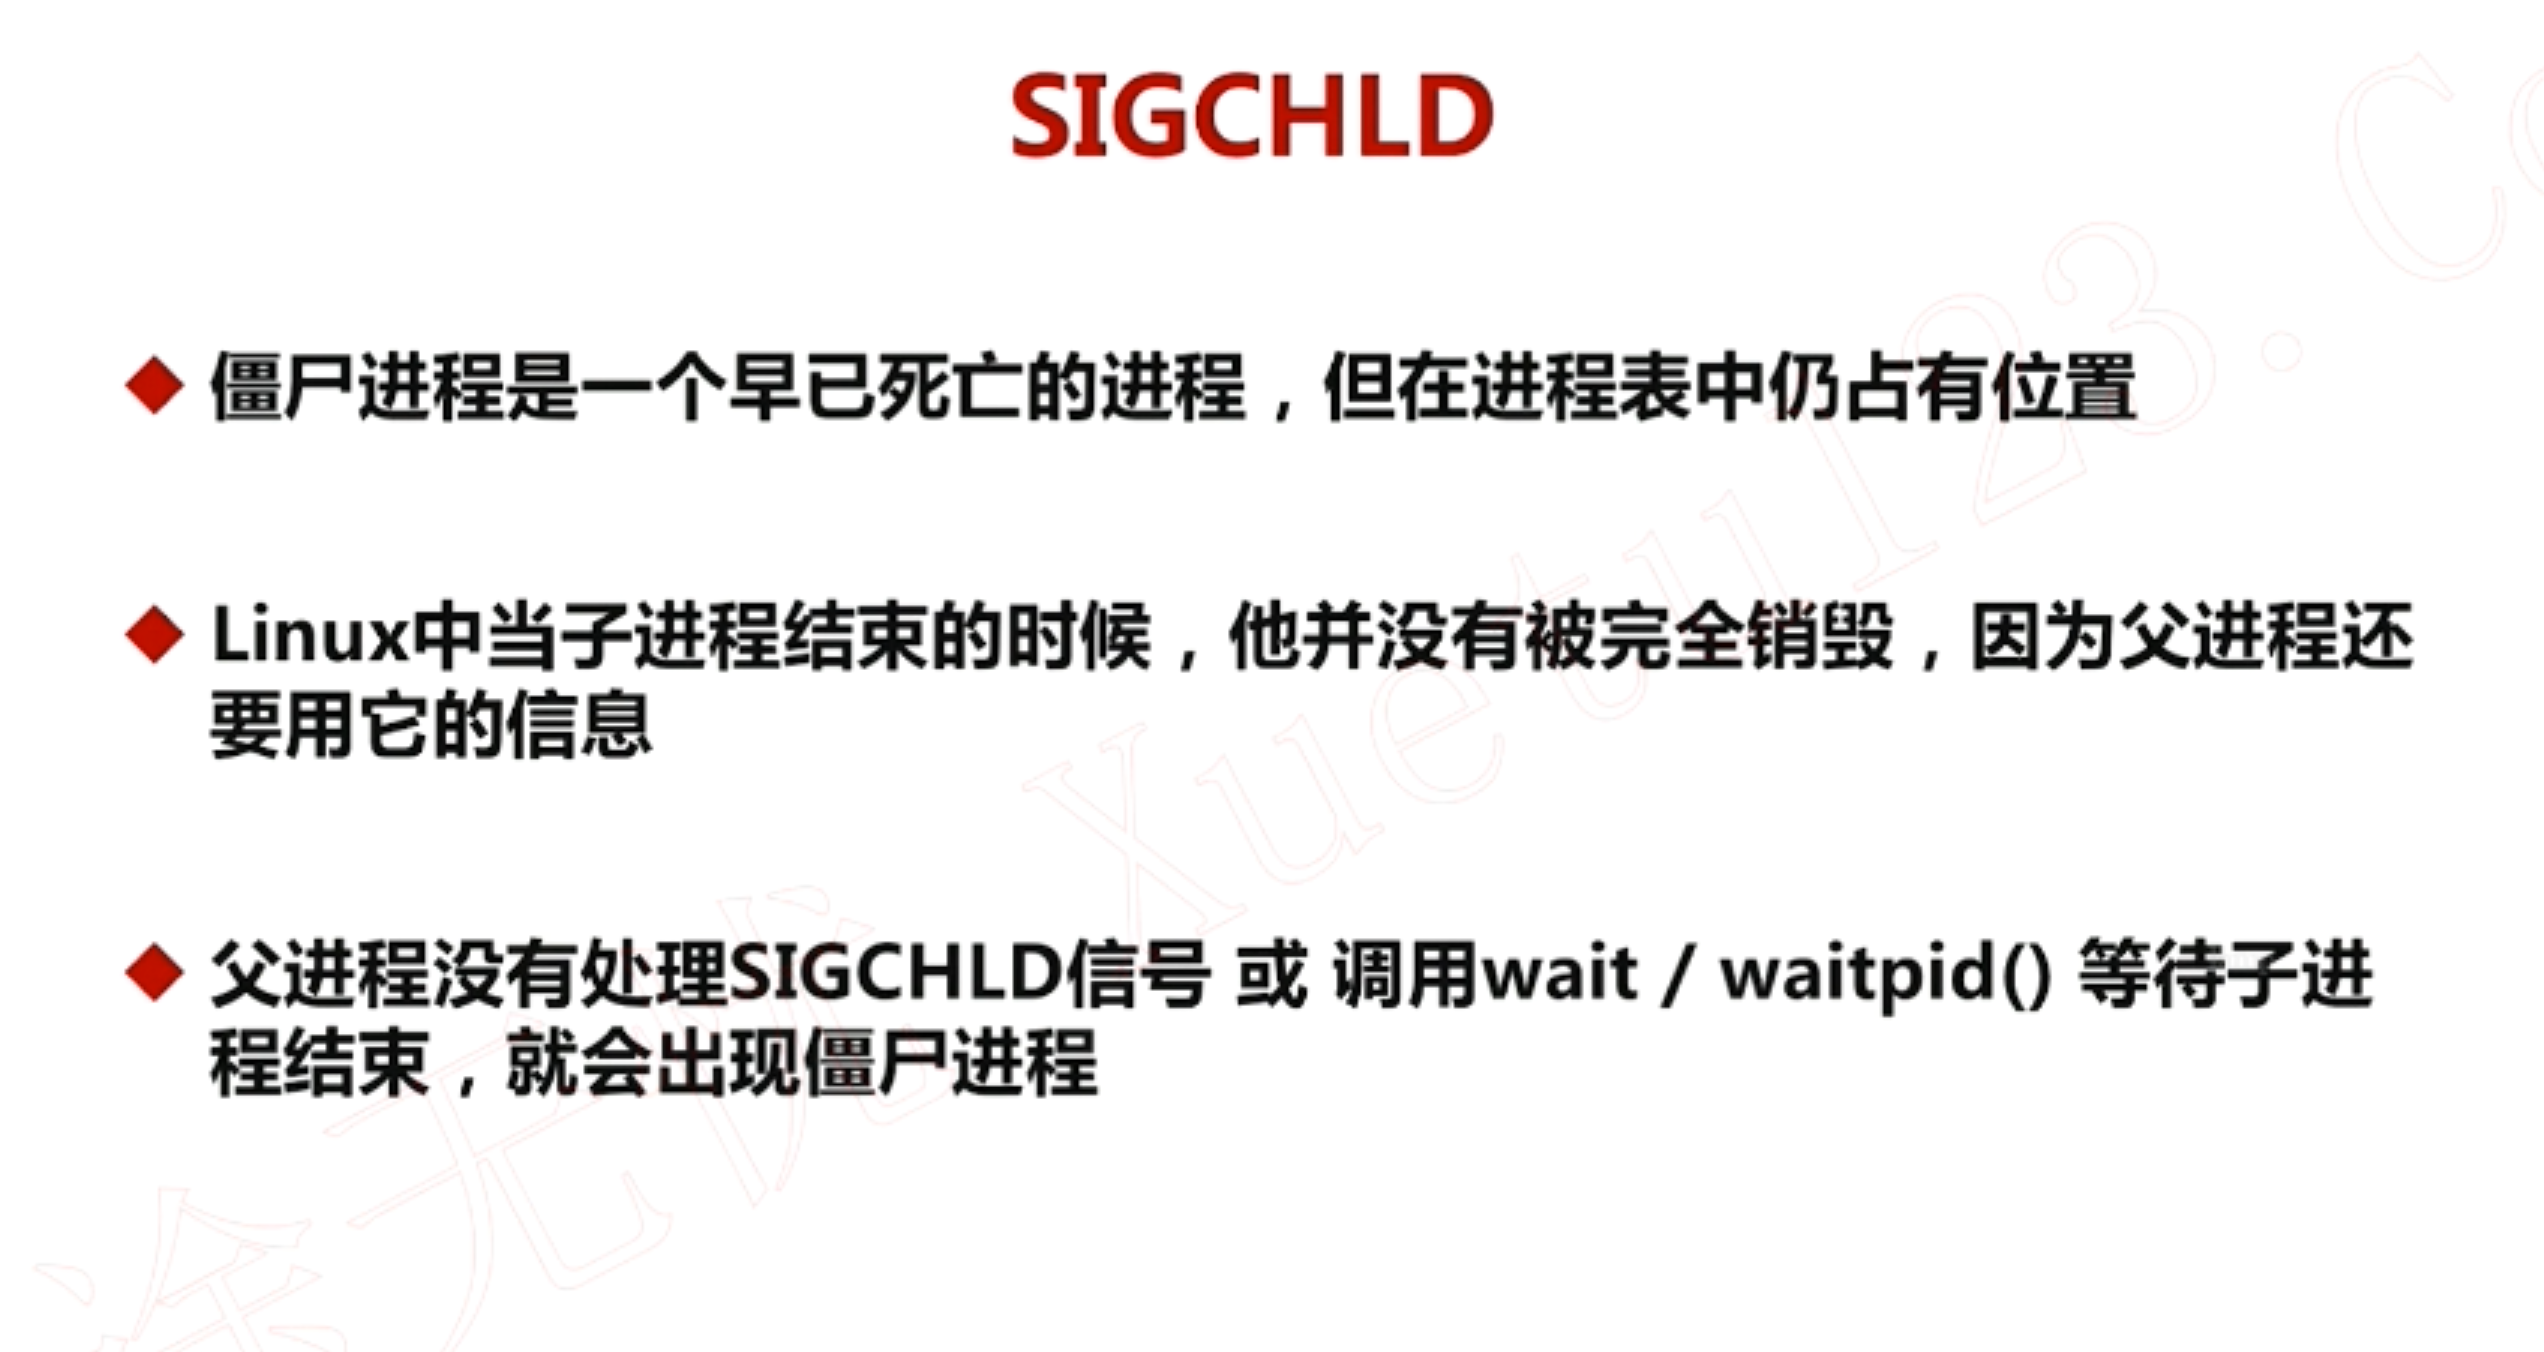 SIGCHLD
僵尸进程是一个早已死亡的进程，但在进程表中仍占有位置
Linux中当子进程结束的时候，他并没有被完全销毁，因为父进程还
要用它的信息
父进程没有处理SIGCHLD信号 或 调用wait / waitpid() 等待子进
程结束，就会出现僵尸进程
途无忧 Xuetu123.Co